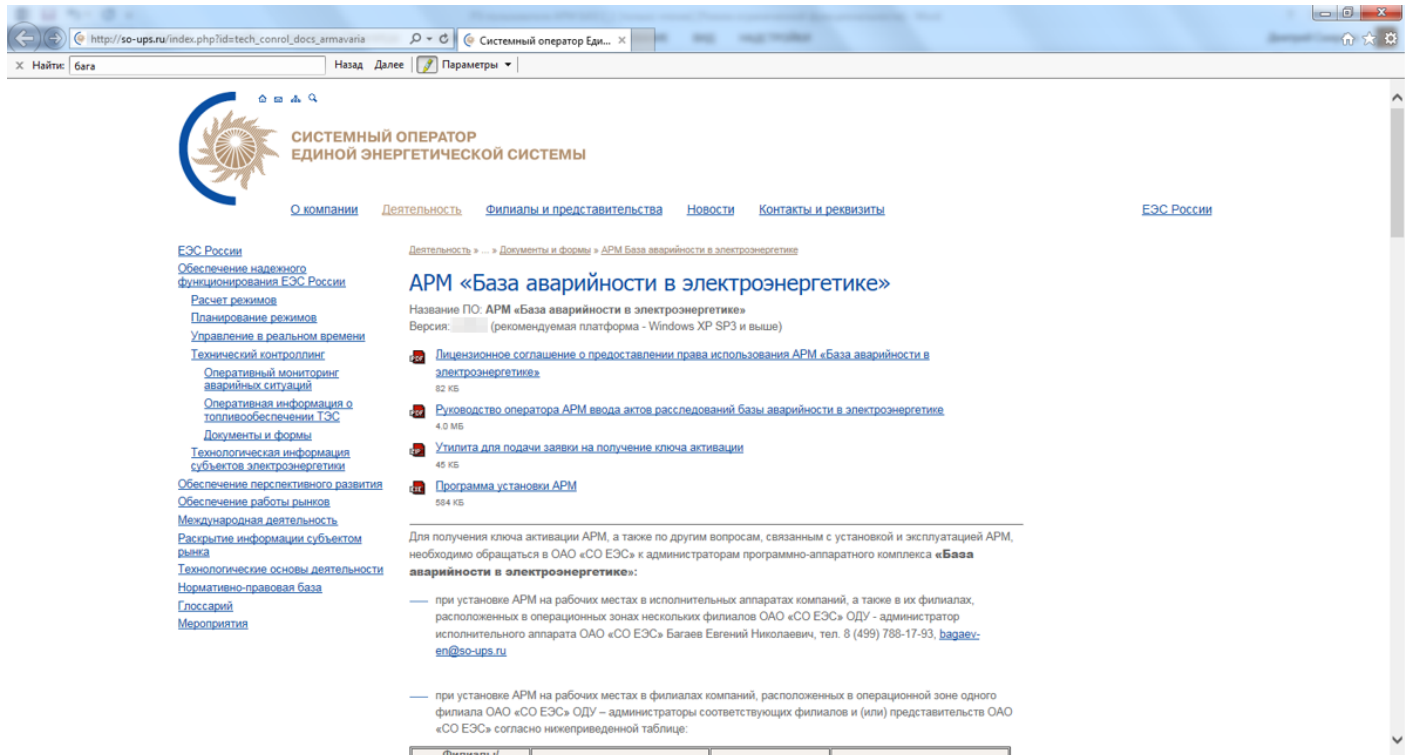 http://so-ups.ru/index.php?id=tech_conrol_docs_armavaria
Системный оператор Еди...
Найти: бара
Назад Далее Параметры
СИСТЕМНЫЙ ОПЕРАТОР
ЕДИНОЙ ЭНЕРГЕТИЧЕСКОЙ СИСТЕМЫ
О компании Деятельность Филиалы и представительства Новости Контакты и реквизиты ЕЭС России
ЕЭС России
Обеспечение надежного
функционирования ЕЭС России
Расчет режимов
Планирование режимов
Управление в реальном времени
Технический контроллинг
Оперативный мониторинг
аварийных ситуаций
Оперативная информация о
топливообеспечении ТЭС
Документы и формы
Технологическая информация
субъектов электроэнергетики
Обеспечение перспективного развития
Обеспечение работы рынков
Международная деятельность
Раскрытие информации субъектом
рынка
Технологические основы деятельности
Нормативно-правовая база
Глоссарий
Мероприятия
Деятельность » ... » Документы и формы » АРМ База аварийности в электроэнергетике
АРМ «База аварийности в электроэнергетике»
Название ПО: АРМ «База аварийности в электроэнергетике»
Версия: (рекомендуемая платформа - Windows XP SP3 и выше)
Лицензионное соглашение о предоставлении права использования АРМ «База аварийности в
электроэнергетике»
82 КБ
Руководство оператора АРМ ввода актов расследований базы аварийности в электроэнергетике
4.0 МБ
Утилита для подачи заявки на получение ключа активации
45 КБ
Программа установки АРМ
584 КБ
Для получения ключа активации АРМ, а также по другим вопросам, связанным с установкой и эксплуатацией АРМ,
необходимо обращаться в ОАО «СО ЕЭС» к администраторам программно-аппаратного комплекса «База
аварийности в электроэнергетике»:
при установке АРМ на рабочих местах в исполнительных аппаратах компаний, а также в их филиалах,
расположенных в операционных зонах нескольких филиалов ОАО «СО ЕЭС» ОДУ - администратор
исполнительного аппарата ОАО «СО ЕЭС» Багаев Евгений Николаевич, тел. 8 (499) 788-17-93, bagaev-
en@so-ups.ru
при установке АРМ на рабочих местах в филиалах компаний, расположенных в операционной зоне одного
филиала ОАО «СО ЕЭС» ОДУ – администраторы соответствующих филиалов и (или) представительств ОАО
«СО ЕЭС» согласно нижеприведенной таблице:
Филиалы/